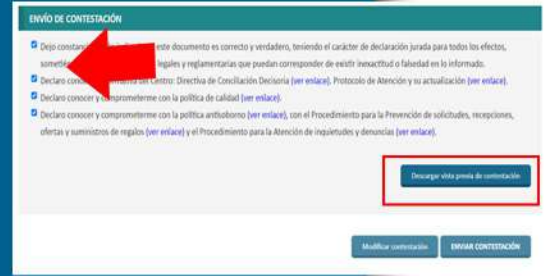 ENVÍO DE CONTESTACIÓN
Dejo constancia este documento es correcto y verdadero, teniendo el carácter de declaración jurada para todos los efectos,
legales y reglamentarias que puedan corresponder de existir inexactitud o falsedad en lo informado.
Declaro conocer del Centro: Directiva de Conciliación Decisoria (ver enlace), Protocolo de Atención y su actualización (ver enlace).
Declaro conocer y comprometerme con la política de calidad (ver enlace).
Declaro conocer y comprometerme con la política antisoborno (ver enlace), con el Procedimiento para la Prevención de solicitudes, recepciones,
ofertas y suministros de regalos (ver enlace) y el Procedimiento para la Atención de inquietudes y denuncias (ver enlace).
Descargar vista previa de contestación
Modificar contestación
ENVIAR CONTESTACIÓN